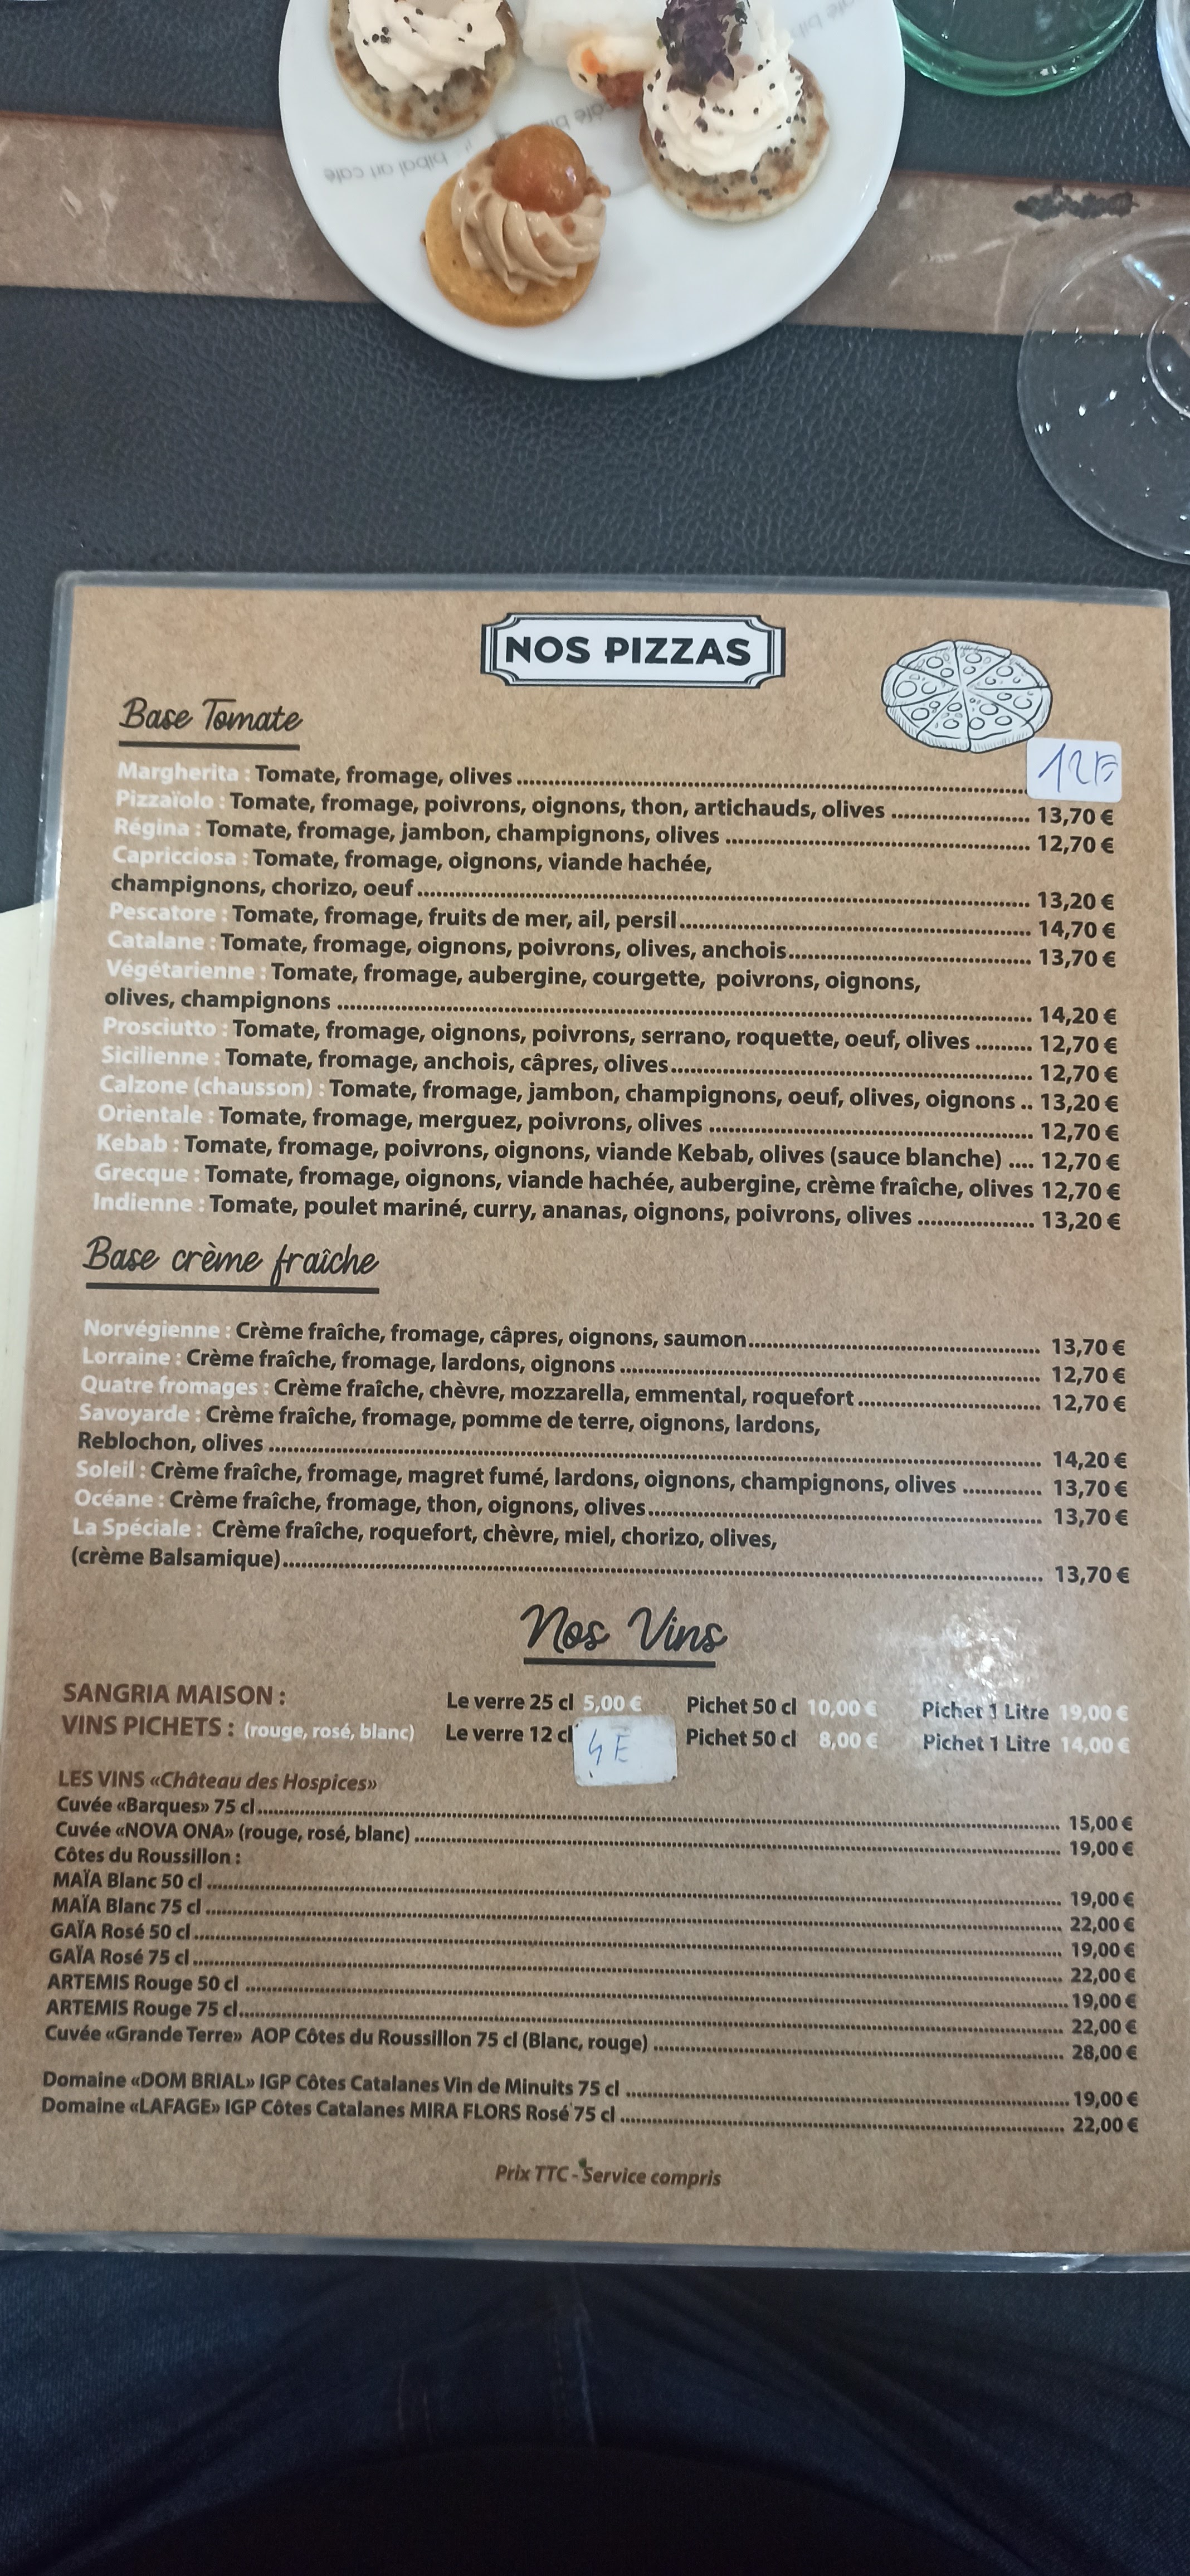 bibal art café
NOS PIZZAS
Base Tomate
Margherita : Tomate, fromage, olives ........ 12 E
Pizzaïolo : Tomate, fromage, poivrons, oignons, thon, artichauds, olives ........ 13,70 €
Régina : Tomate, fromage, jambon, champignons, olives ........ 12,70 €
Capricciosa : Tomate, fromage, oignons, viande hachée,
champignons, chorizo, oeuf ........ 13,20 €
Pescatore : Tomate, fromage, fruits de mer, ail, persil ........ 14,70 €
Catalane : Tomate, fromage, oignons, poivrons, olives, anchois ........ 13,70 €
Végétarienne : Tomate, fromage, aubergine, courgette, poivrons, oignons,
olives, champignons ........ 14,20 €
Prosciutto : Tomate, fromage, oignons, poivrons, serrano, roquette, oeuf, olives ........ 12,70 €
Sicilienne : Tomate, fromage, anchois, câpres, olives ........ 12,70 €
Calzone (chausson) : Tomate, fromage, jambon, champignons, oeuf, olives, oignons .. 13,20 €
Orientale : Tomate, fromage, merguez, poivrons, olives ........ 12,70 €
Kebab : Tomate, fromage, poivrons, oignons, viande Kebab, olives (sauce blanche) .... 12,70 €
Grecque : Tomate, fromage, oignons, viande hachée, aubergine, crème fraîche, olives 12,70 €
Indienne : Tomate, poulet mariné, curry, ananas, oignons, poivrons, olives ........ 13,20 €
Base crème fraîche
Norvégienne : Crème fraîche, fromage, câpres, oignons, saumon ........ 13,70 €
Lorraine : Crème fraîche, fromage, lardons, oignons ........ 12,70 €
Quatre fromages : Crème fraîche, chèvre, mozzarella, emmental, roquefort ........ 12,70 €
Savoyarde : Crème fraîche, fromage, pomme de terre, oignons, lardons,
Reblochon, olives ........ 14,20 €
Soleil : Crème fraîche, fromage, magret fumé, lardons, oignons, champignons, olives ........ 13,70 €
Océane : Crème fraîche, fromage, thon, oignons, olives ........ 13,70 €
La Spéciale : Crème fraîche, roquefort, chèvre, miel, chorizo, olives,
(crème Balsamique) ........ 13,70 €
Nos Vins
SANGRIA MAISON : Le verre 25 cl 5,00 € Pichet 50 cl 10,00 € Pichet 1 Litre 19,00 €
VINS PICHETS : (rouge, rosé, blanc) Le verre 12 cl 4 E Pichet 50 cl 8,00 € Pichet 1 Litre 14,00 €
LES VINS «Château des Hospices»
Cuvée «Barques» 75 cl ........ 15,00 €
Cuvée «NOVA ONA» (rouge, rosé, blanc) ........ 19,00 €
Côtes du Roussillon :
MAÏA Blanc 50 cl ........ 19,00 €
MAÏA Blanc 75 cl ........ 22,00 €
GAÏA Rosé 50 cl ........ 19,00 €
GAÏA Rosé 75 cl ........ 22,00 €
ARTEMIS Rouge 50 cl ........ 19,00 €
ARTEMIS Rouge 75 cl ........ 22,00 €
Cuvée «Grande Terre» AOP Côtes du Roussillon 75 cl (Blanc, rouge) ........ 28,00 €
Domaine «DOM BRIAL» IGP Côtes Catalanes Vin de Minuits 75 cl ........ 19,00 €
Domaine «LAFAGE» IGP Côtes Catalanes MIRA FLORS Rosé 75 cl ........ 22,00 €
Prix TTC - Service compris